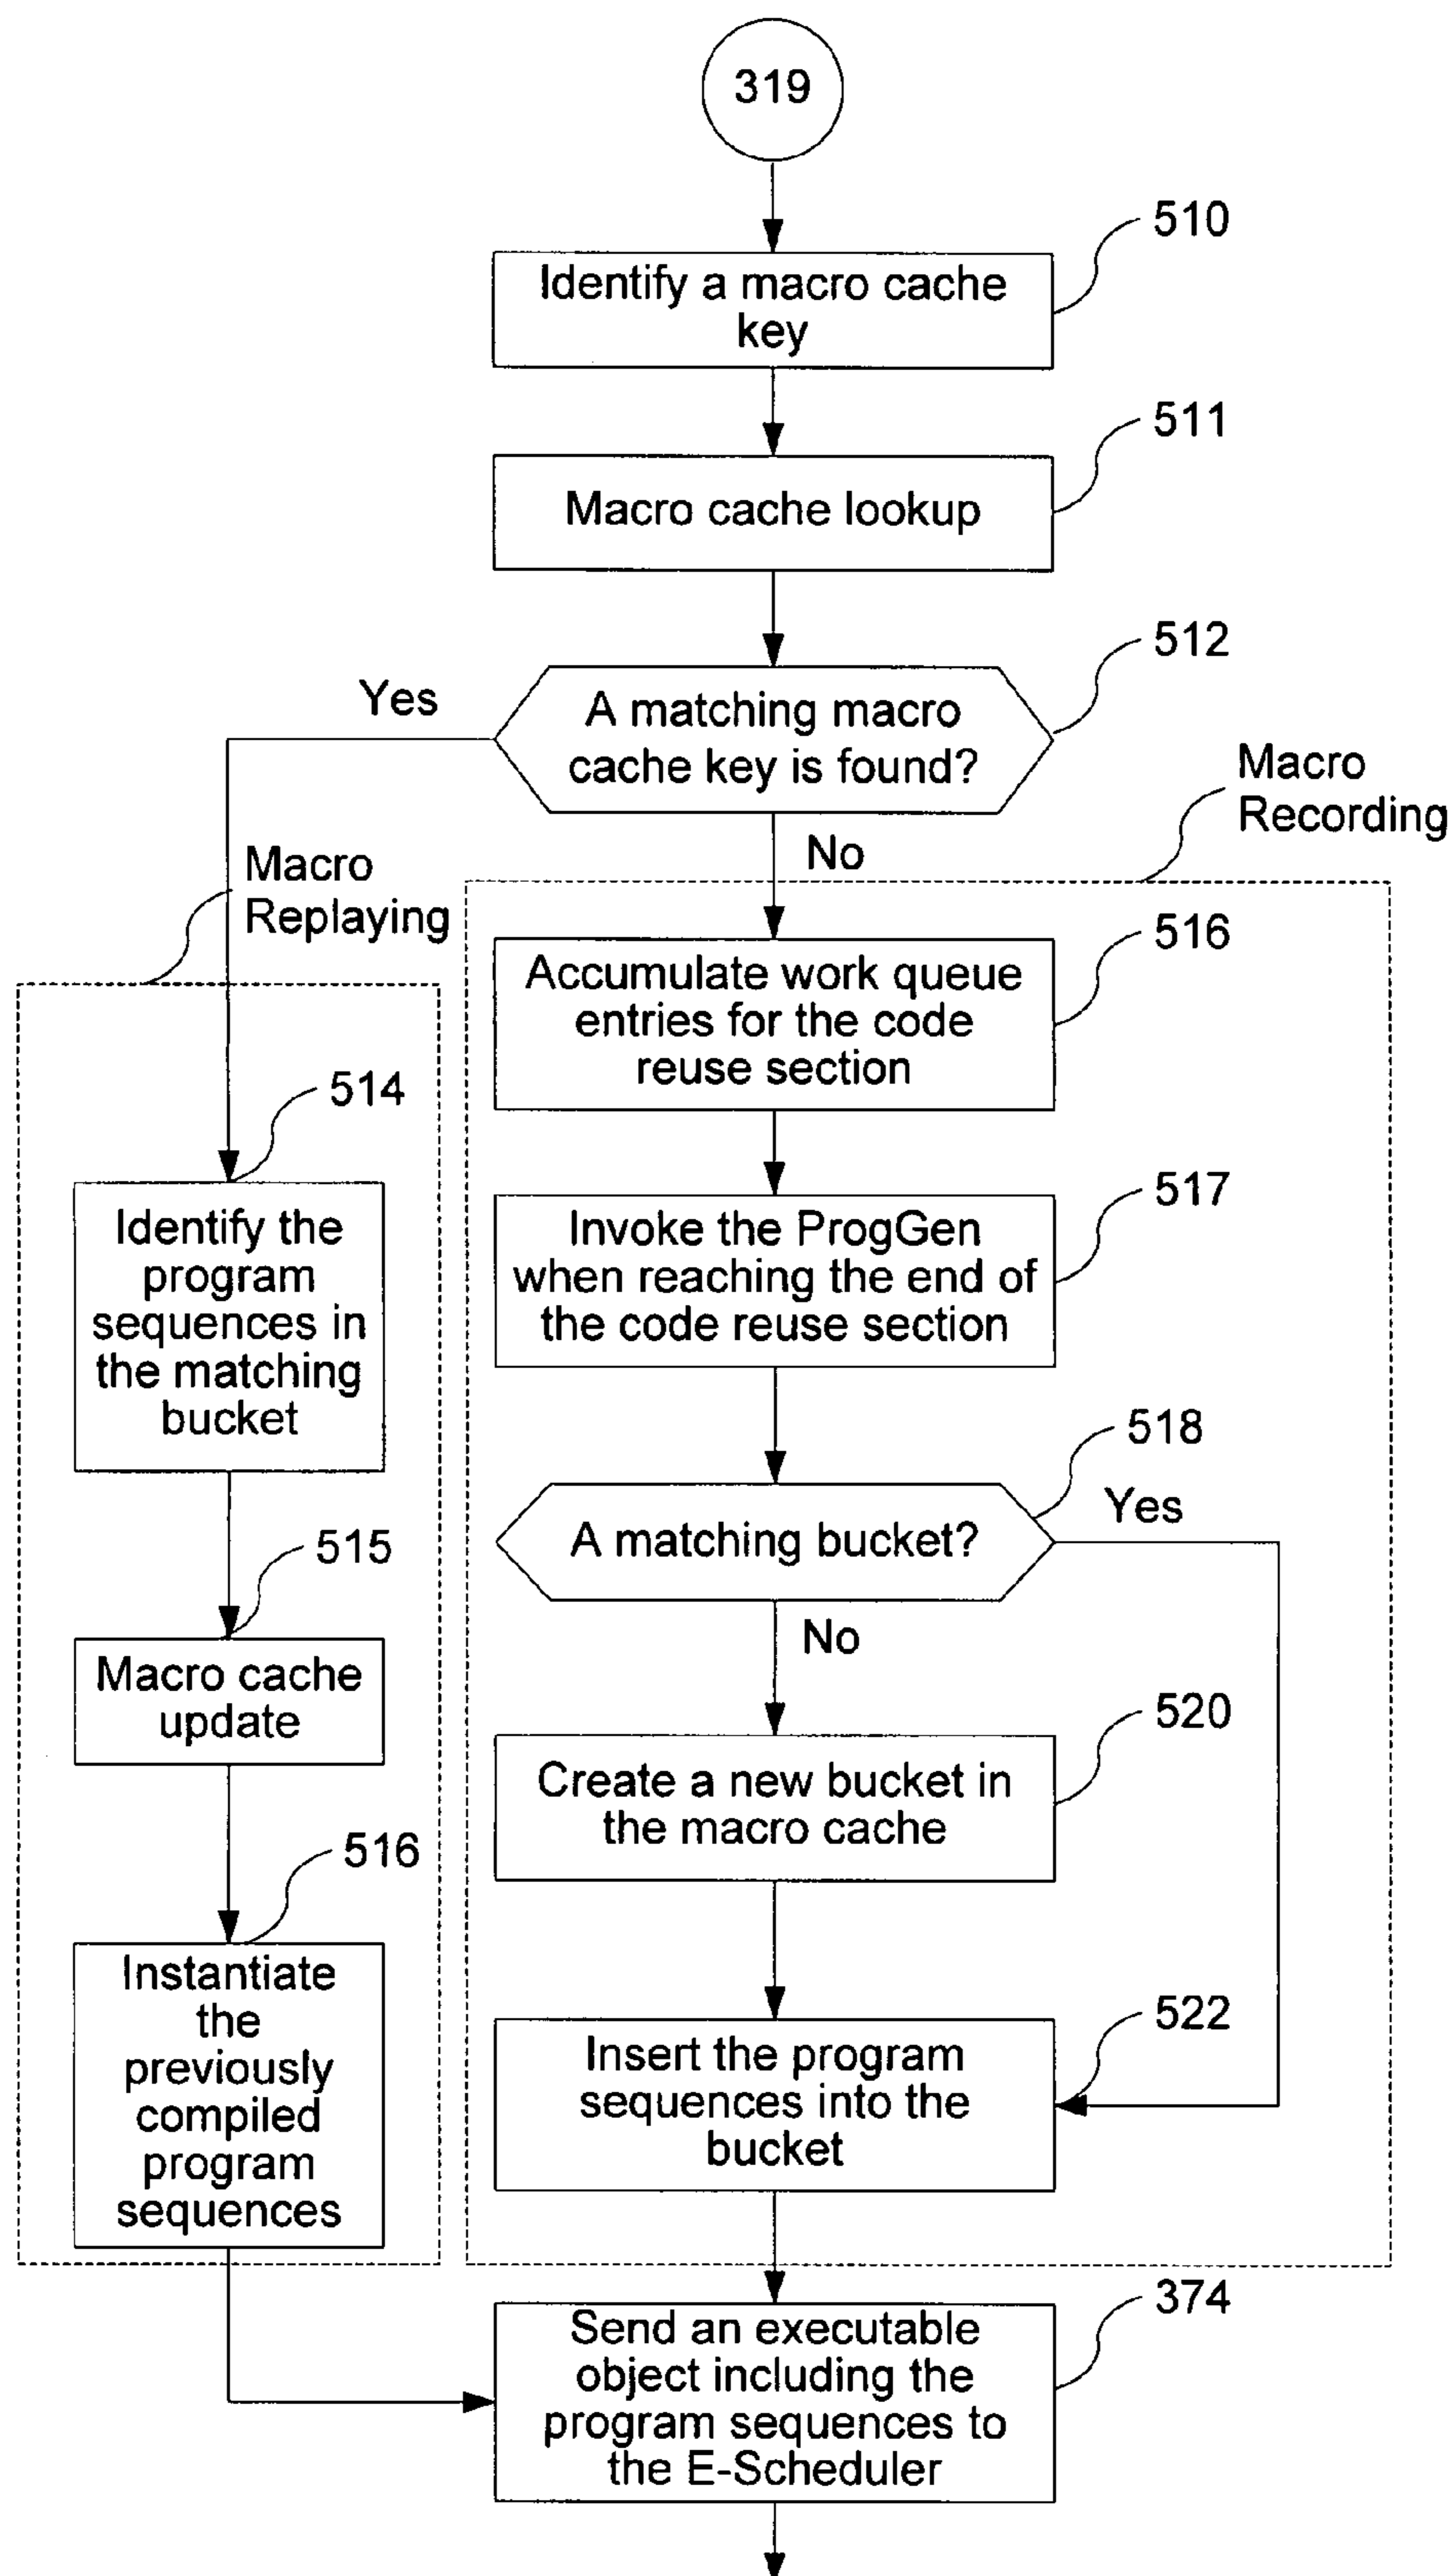 319
510
Identify a macro cache
key
511
Macro cache lookup
512
Yes
A matching macro
cache key is found?
Macro
Recording
No
Macro
Replaying
516
Accumulate work queue
entries for the code
reuse section
514
517
Identify the
program
sequences in
the matching
bucket
Invoke the ProgGen
when reaching the end of
the code reuse section
518
Yes
A matching bucket?
515
No
Macro cache
update
520
Create a new bucket in
the macro cache
516
Instantiate
the
previously
compiled
program
sequences
522
Insert the program
sequences into the
bucket
374
Send an executable
object including the
program sequences to
the E-Scheduler